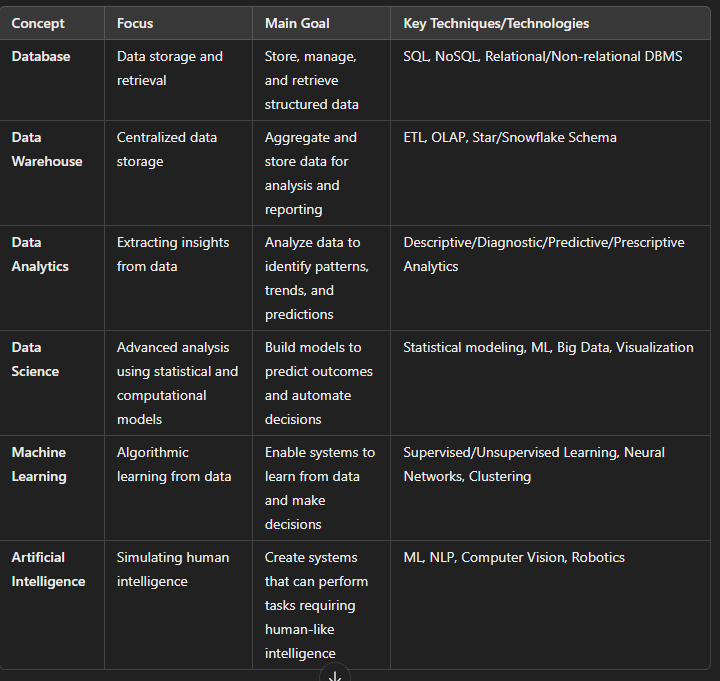 Concept Focus Main Goal Key Techniques/Technologies
Database Data storage and Store, manage, SQL, NoSQL, Relational/Non-relational DBMS
retrieval and retrieve
structured data
Data Centralized data Aggregate and ETL, OLAP, Star/Snowflake Schema
Warehouse storage store data for
analysis and
reporting
Data Extracting insights Analyze data to Descriptive/Diagnostic/Predictive/Prescriptive
Analytics from data identify patterns, Analytics
trends, and
predictions
Data Advanced analysis Build models to Statistical modeling, ML, Big Data, Visualization
Science using statistical and predict outcomes
computational and automate
models decisions
Machine Algorithmic Enable systems to Supervised/Unsupervised Learning, Neural
Learning learning from data learn from data Networks, Clustering
and make
decisions
Artificial Simulating human Create systems ML, NLP, Computer Vision, Robotics
Intelligence intelligence that can perform
tasks requiring
human-like
intelligence